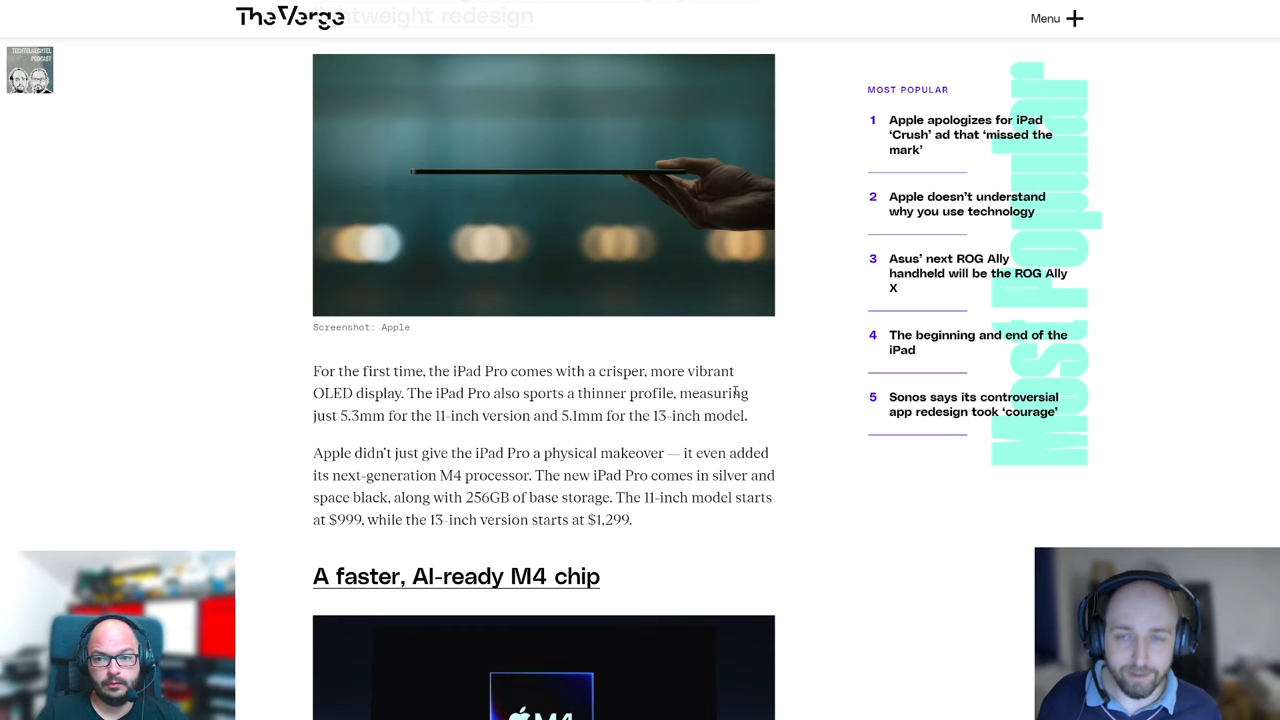 The Verge
lightweight redesign
Menu
TECHTELMECHTEL
PODCAST
Screenshot: Apple
For the first time, the iPad Pro comes with a crisper, more vibrant
OLED display. The iPad Pro also sports a thinner profile, measuring
just 5.3mm for the 11-inch version and 5.1mm for the 13-inch model.
Apple didn’t just give the iPad Pro a physical makeover — it even added
its next-generation M4 processor. The new iPad Pro comes in silver and
space black, along with 256GB of base storage. The 11-inch model starts
at $999, while the 13-inch version starts at $1,299.
A faster, AI-ready M4 chip
M4
MOST POPULAR
1 Apple apologizes for iPad
‘Crush’ ad that ‘missed the
mark’
2 Apple doesn’t understand
why you use technology
3 Asus’ next ROG Ally
handheld will be the ROG Ally
X
4 The beginning and end of the
iPad
5 Sonos says its controversial
app redesign took ‘courage’
Most Popular